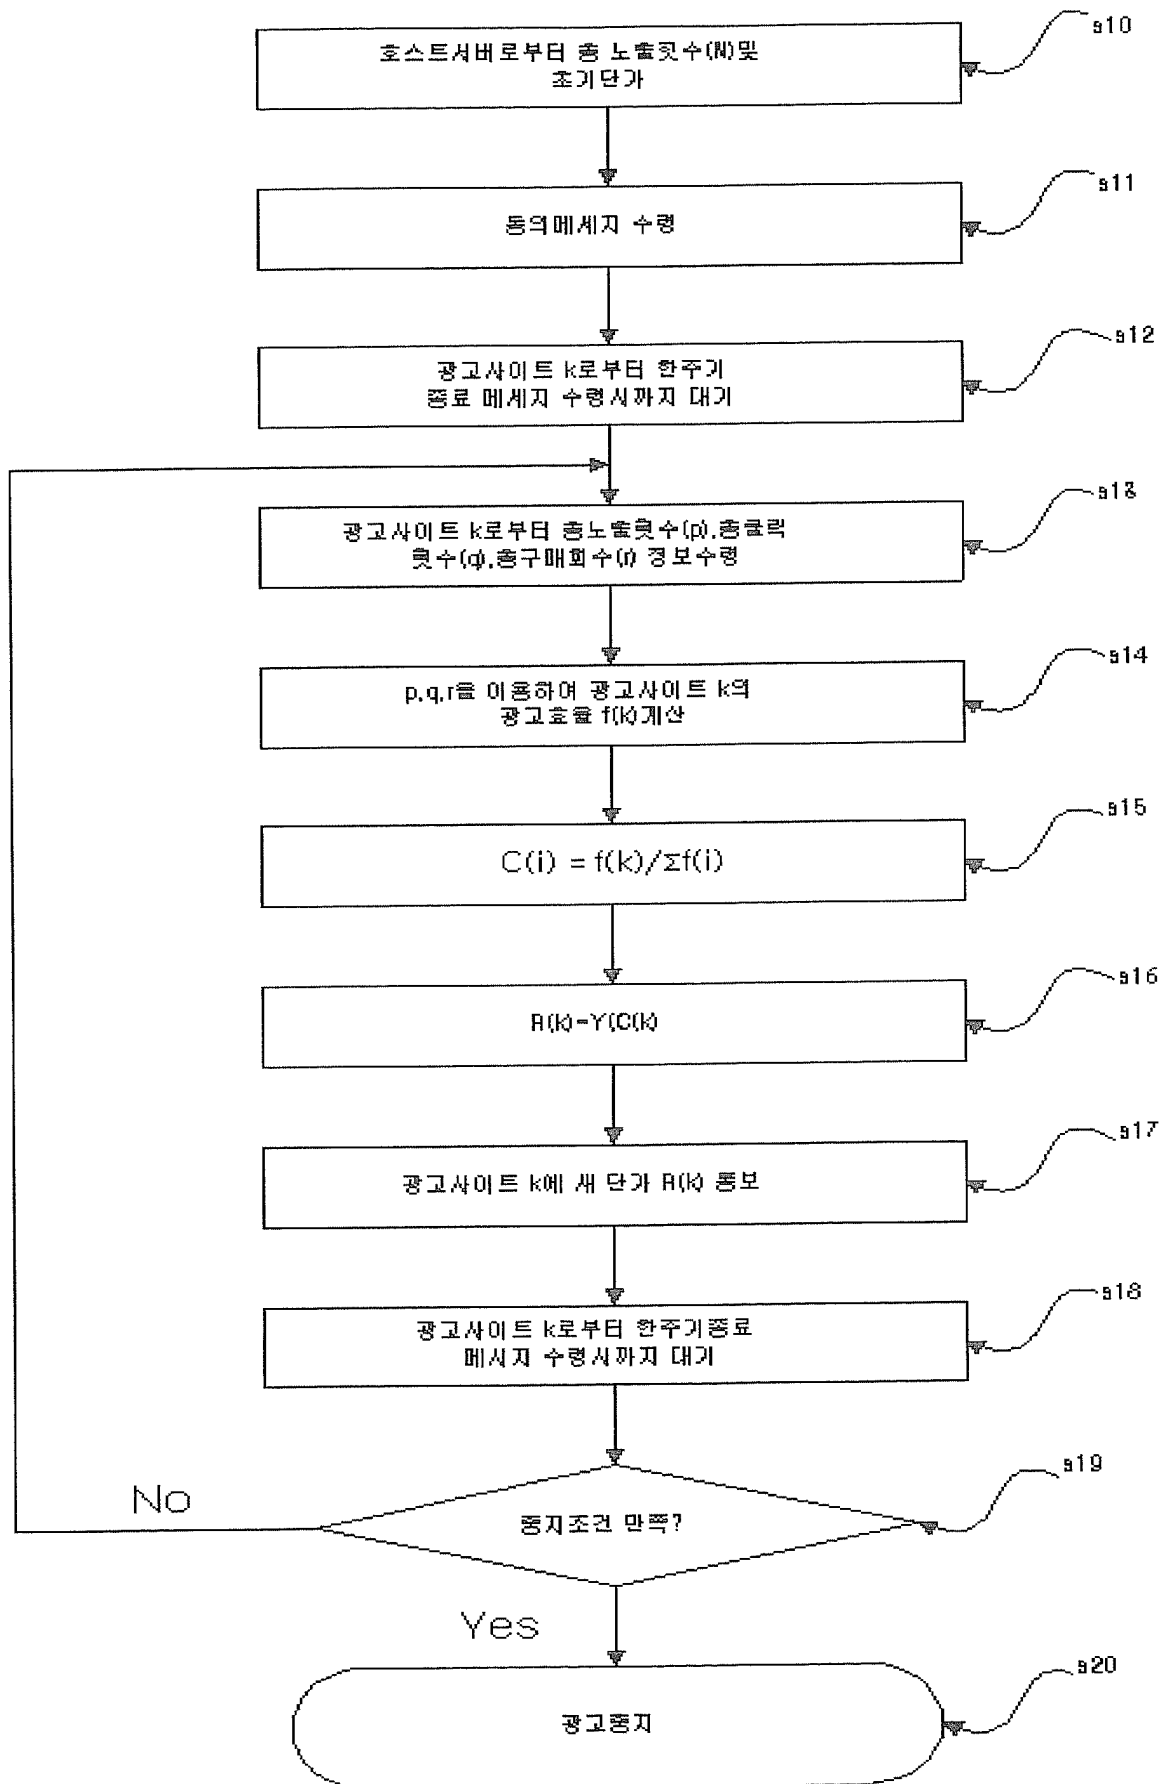 호스트서버로부터 총 노출횟수(N)및
초기단가
s10
동의메세지 수령
s11
광고사이트 k로부터 한주기
종료 메세지 수령시까지 대기
s12
광고사이트 k로부터 총노출횟수(p),총클릭
횟수(q),총구매회수(r) 정보수령
s13
p,q,r을 이용하여 광고사이트 k의
광고효율 f(k)계산
s14
C(i) = f(k)/Σf(i)
s15
R(k)=Y(C(k)
s16
광고사이트 k에 새 단가 R(k) 통보
s17
광고사이트 k로부터 한주기종료
메시지 수령시까지 대기
s18
중지조건 만족?
s19
No
Yes
광고중지
s20